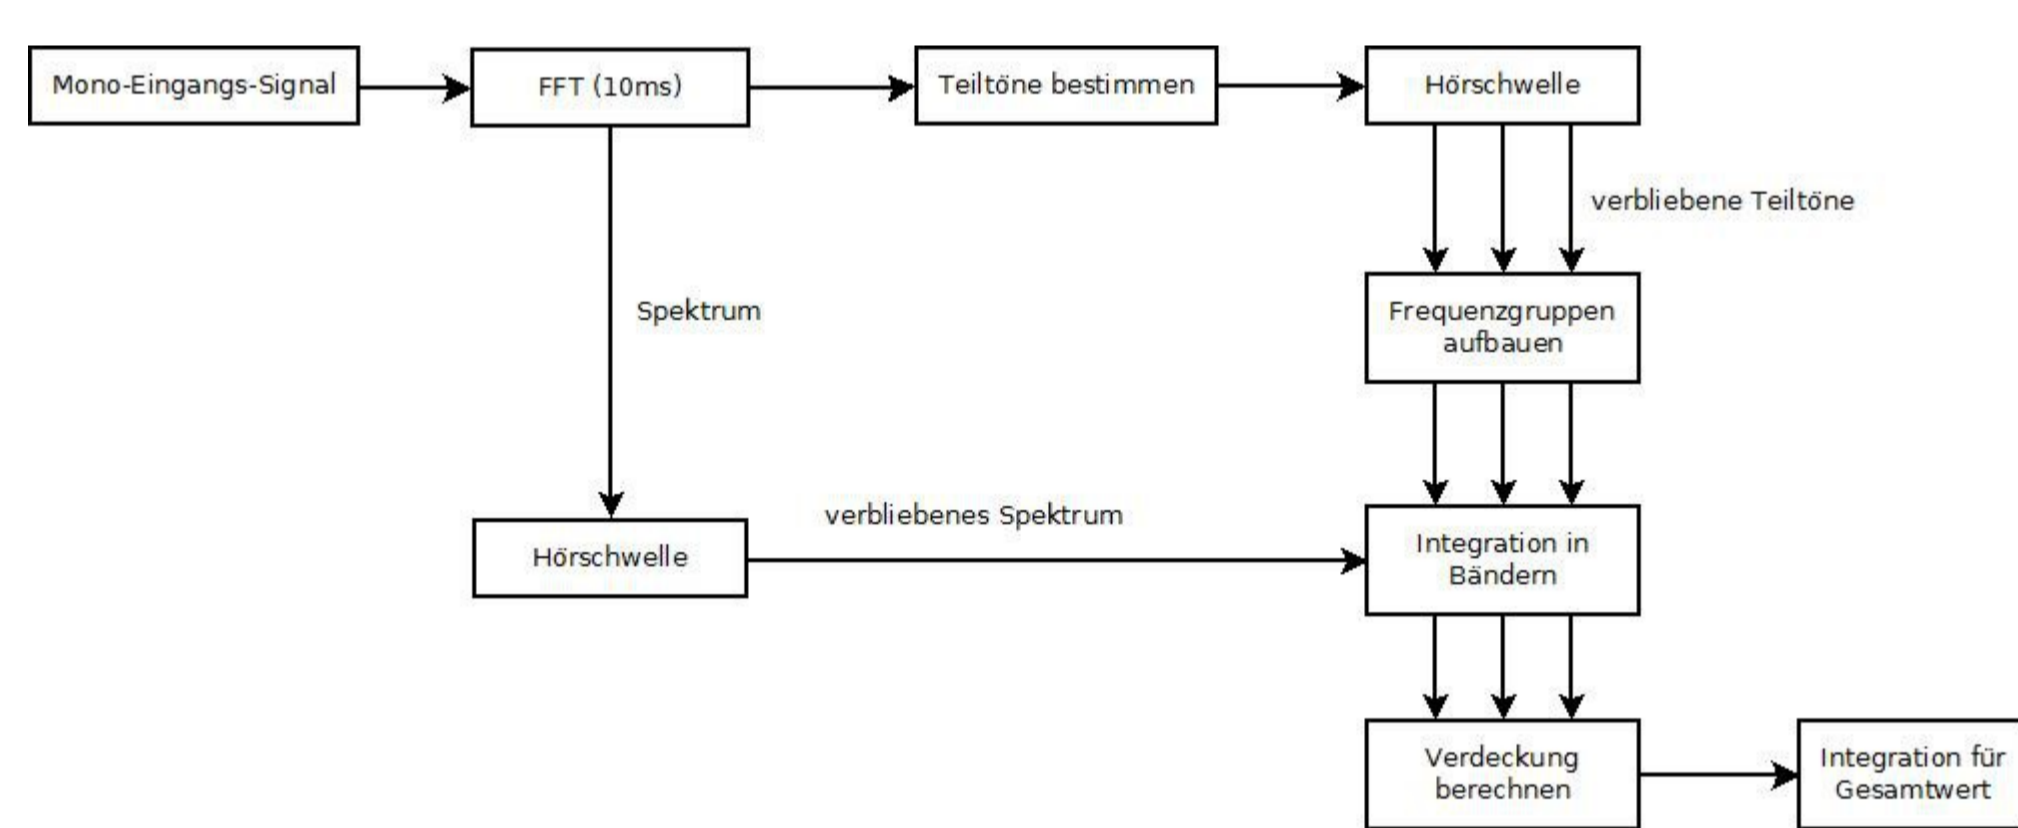 Mono-Eingangs-Signal
FFT (10ms)
Teiltöne bestimmen
Hörschwelle
verbliebene Teiltöne
Spektrum
Frequenzgruppen
aufbauen
verbliebenes Spektrum
Hörschwelle
Integration in
Bändern
Verdeckung
berechnen
Integration für
Gesamtwert